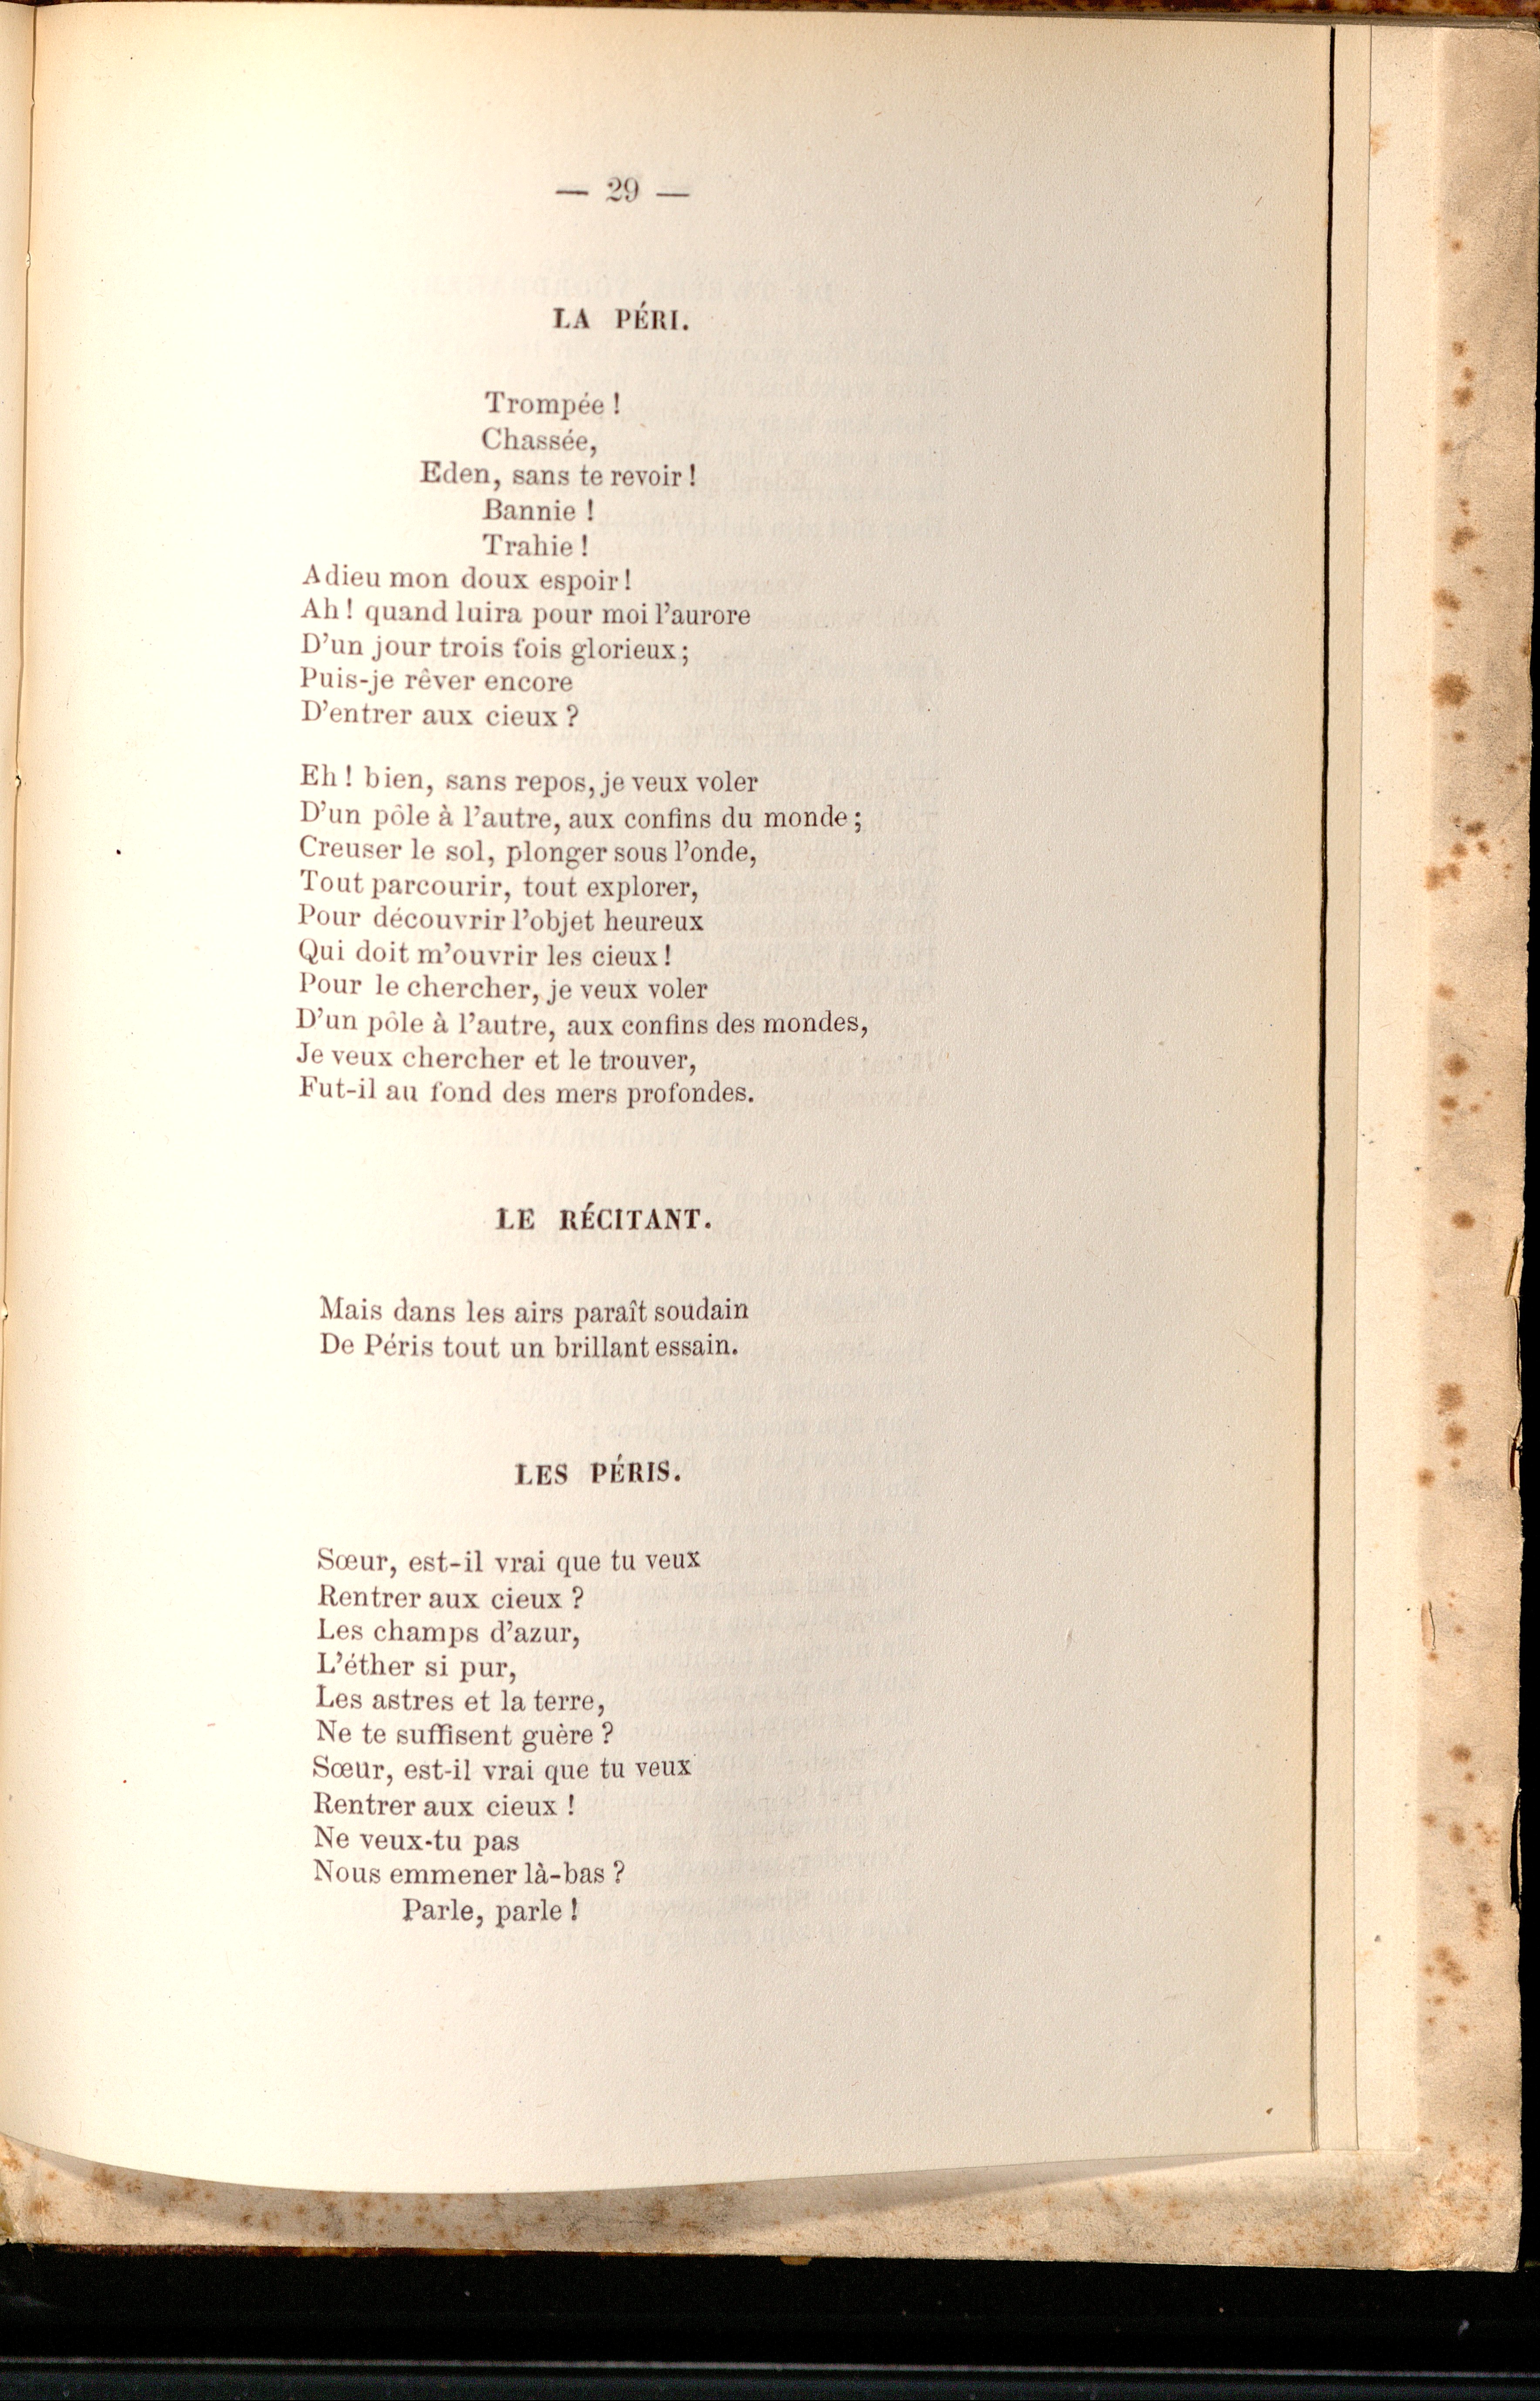 — 29 —
LA PÉRI.
Trompée !
Chassée,
Eden, sans te revoir !
Bannie !
Trahie !
Adieu mon doux espoir !
Ah ! quand luira pour moi l'aurore
D'un jour trois fois glorieux ;
Puis-je rêver encore
D'entrer aux cieux ?
Eh ! bien, sans repos, je veux voler
D'un pôle à l'autre, aux confins du monde ;
Creuser le sol, plonger sous l'onde,
Tout parcourir, tout explorer,
Pour découvrir l'objet heureux
Qui doit m'ouvrir les cieux !
Pour le chercher, je veux voler
D'un pôle à l'autre, aux confins des mondes,
Je veux chercher et le trouver,
Fut-il au fond des mers profondes.
LE RÉCITANT.
Mais dans les airs paraît soudain
De Péris tout un brillant essain.
LES PÉRIS.
Sœur, est-il vrai que tu veux
Rentrer aux cieux ?
Les champs d'azur,
L'éther si pur,
Les astres et la terre,
Ne te suffisent guère ?
Sœur, est-il vrai que tu veux
Rentrer aux cieux !
Ne veux-tu pas
Nous emmener là-bas ?
Parle, parle !